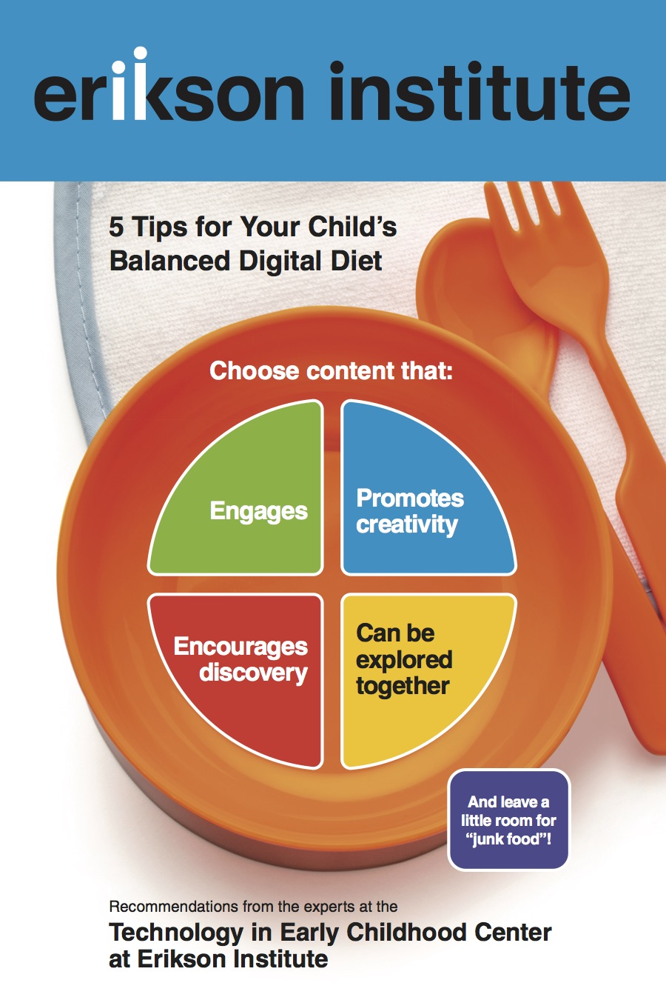 erikson institute
5 Tips for Your Child’s
Balanced Digital Diet
Choose content that:
Engages
Promotes
creativity
Encourages
discovery
Can be
explored
together
And leave a
little room for
“junk food”!
Recommendations from the experts at the
Technology in Early Childhood Center
at Erikson Institute